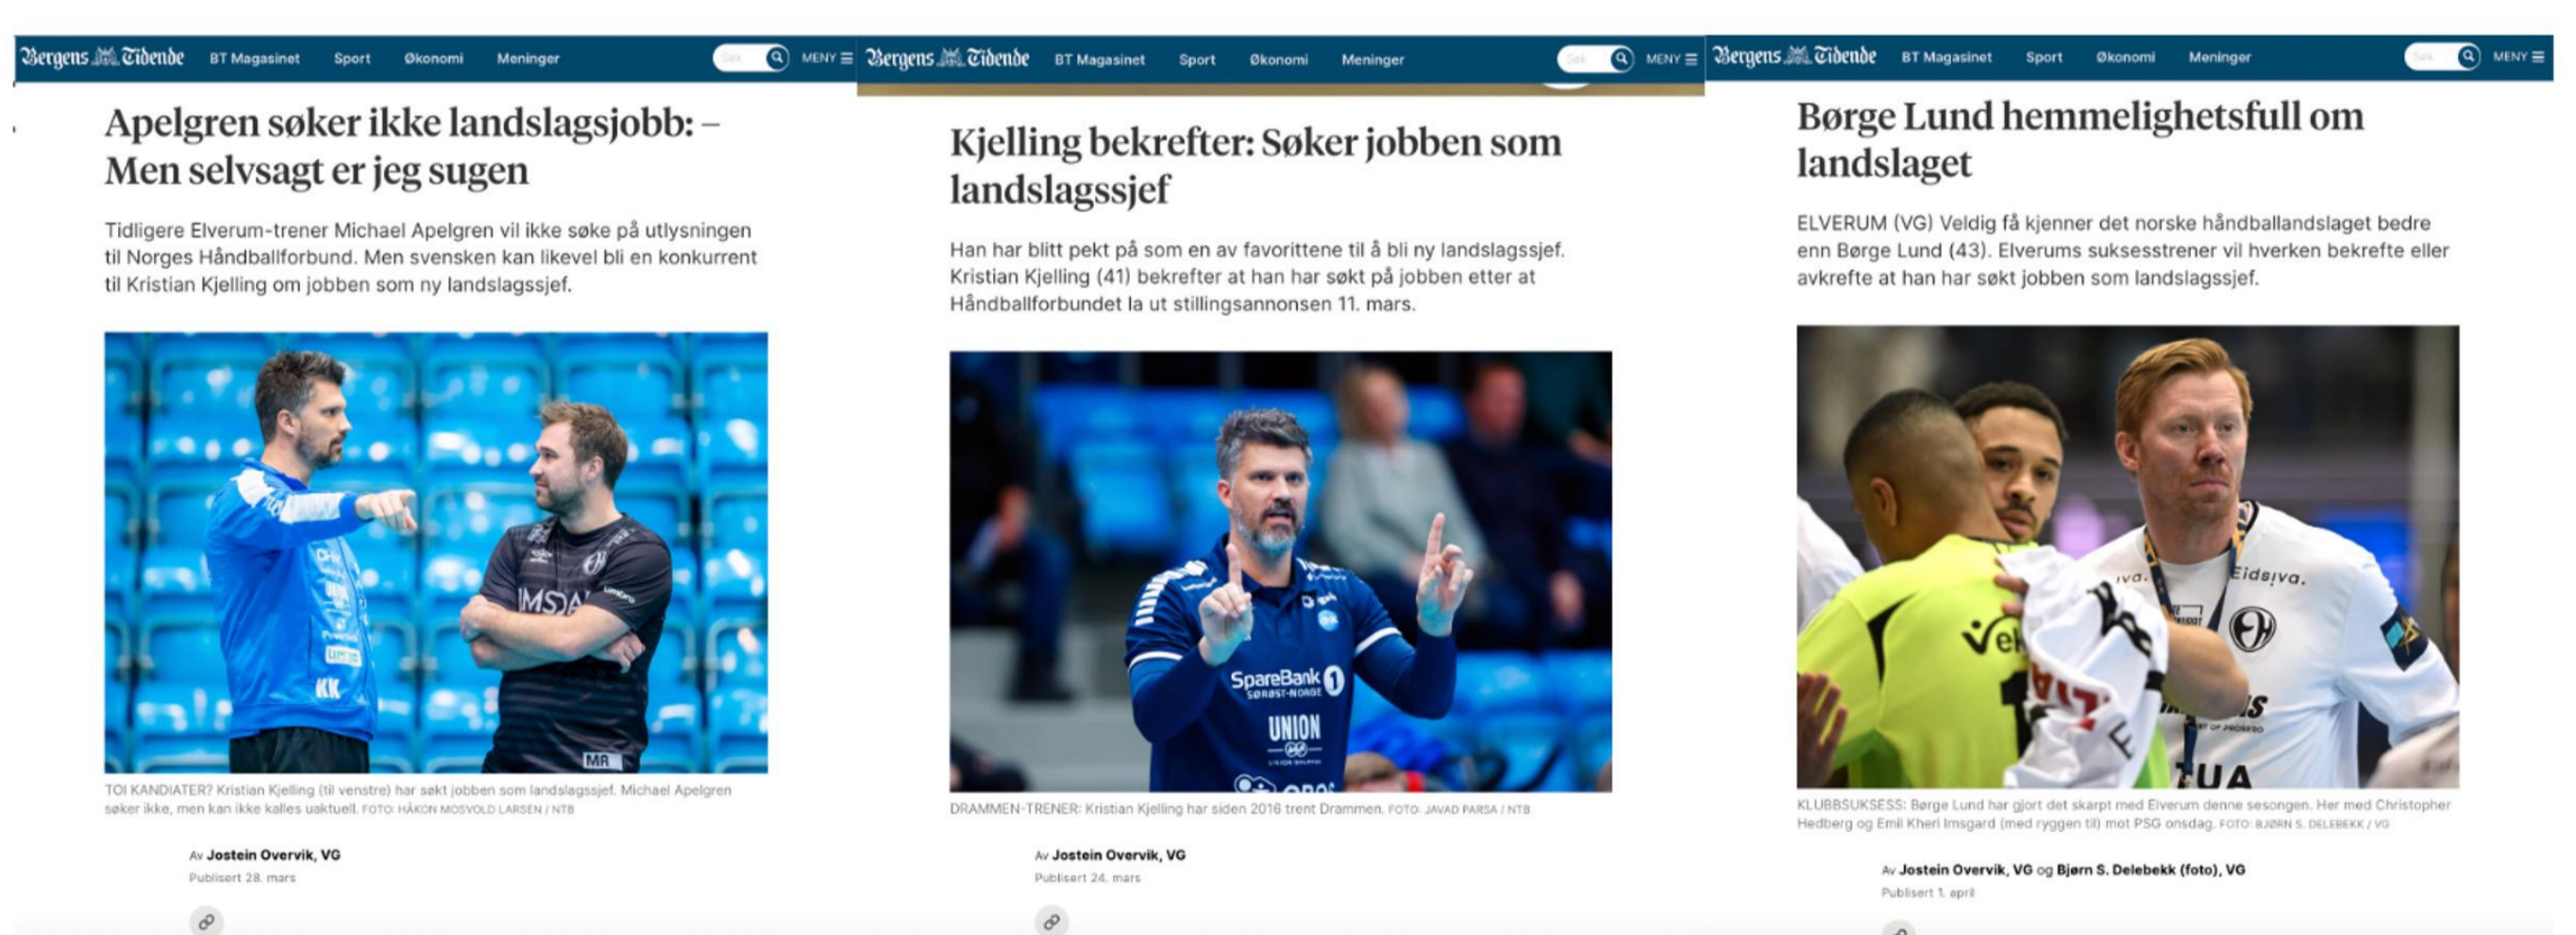 Bergens Tidende BT Magasinet Sport Økonomi Meninger Søk MENY
Apelgren søker ikke landslagsjobb: –
Men selvsagt er jeg sugen
Tidligere Elverum-trener Michael Apelgren vil ikke søke på utlysningen
til Norges Håndballforbund. Men svensken kan likevel bli en konkurrent
til Kristian Kjelling om jobben som ny landslagssjef.
KK
MR
TOI KANDIATER? Kristian Kjelling (til venstre) har søkt jobben som landslagssjef. Michael Apelgren
søker ikke, men kan ikke kalles uaktuell. FOTO: HÅKON MOSVOLD LARSEN / NTB
Av Jostein Overvik, VG
Publisert 28. mars
Bergens Tidende BT Magasinet Sport Økonomi Meninger Søk MENY
Kjelling bekrefter: Søker jobben som
landslagssjef
Han har blitt pekt på som en av favorittene til å bli ny landslagssjef.
Kristian Kjelling (41) bekrefter at han har søkt på jobben etter at
Håndballforbundet la ut stillingsannonsen 11. mars.
SpareBank 1
SØRØST-NORGE
UNION
DRAMMEN-TRENER: Kristian Kjelling har siden 2016 trent Drammen. FOTO: JAVAD PARSA / NTB
Av Jostein Overvik, VG
Publisert 24. mars
Bergens Tidende BT Magasinet Sport Økonomi Meninger Søk MENY
Børge Lund hemmelighetsfull om
landslaget
ELVERUM (VG) Veldig få kjenner det norske håndballandslaget bedre
enn Børge Lund (43). Elverums suksesstrener vil hverken bekrefte eller
avkrefte at han har søkt jobben som landslagssjef.
Eidsiva.
KLUBBSUKSESS: Børge Lund har gjort det skarpt med Elverum denne sesongen. Her med Christopher
Hedberg og Emil Kheri Imsgard (med ryggen til) mot PSG onsdag. FOTO: BJØRN S. DELEBEKK / VG
Av Jostein Overvik, VG og Bjørn S. Delebekk (foto), VG
Publisert 1. april